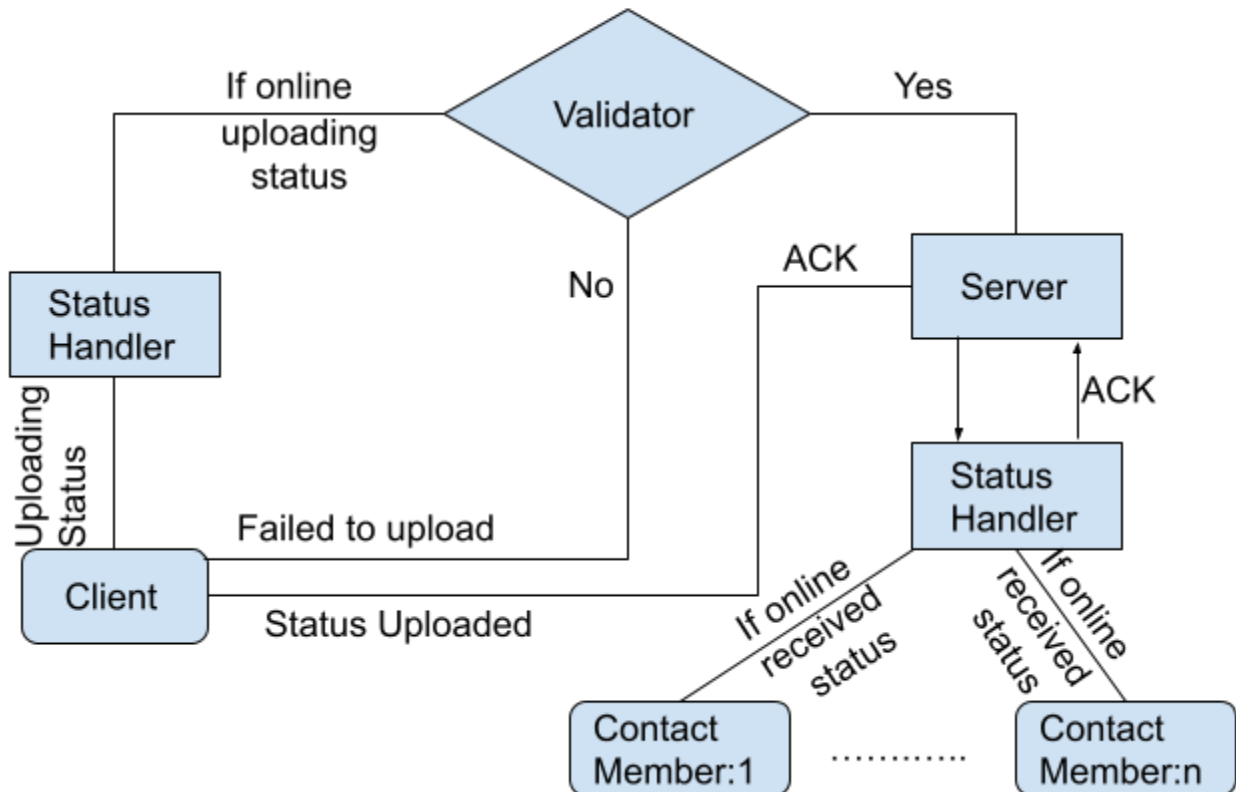 If online
uploading
status
Validator
Yes
Status
Handler
No
ACK
Server
ACK
Uploading
Status
Status
Handler
Failed to upload
Client
Status Uploaded
If online
received
status
If online
received
status
Contact
Member:1
............
Contact
Member:n